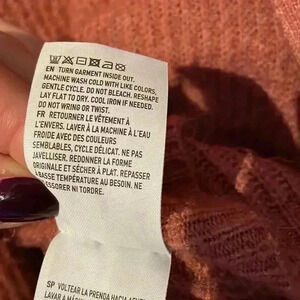 EN TURN GARMENT INSIDE OUT.
MACHINE WASH COLD WITH LIKE COLORS,
GENTLE CYCLE. DO NOT BLEACH. RESHAPE
LAY FLAT TO DRY. COOL IRON IF NEEDED.
DO NOT WRING OR TWIST.
FR RETOURNER LE VÊTEMENT À
L'ENVERS. LAVER À LA MACHINE À L'EAU
FROIDE AVEC DES COULEURS
SEMBLABLES, CYCLE DÉLICAT. NE PAS
JAVELLISER. REDONNER LA FORME
ORIGINALE ET SÉCHER À PLAT. REPASSER
À BASSE TEMPÉRATURE AU BESOIN. NE
ESSORER NI TORDRE.
SP VOLTEAR LA PRENDA HACIA
LAVAR A